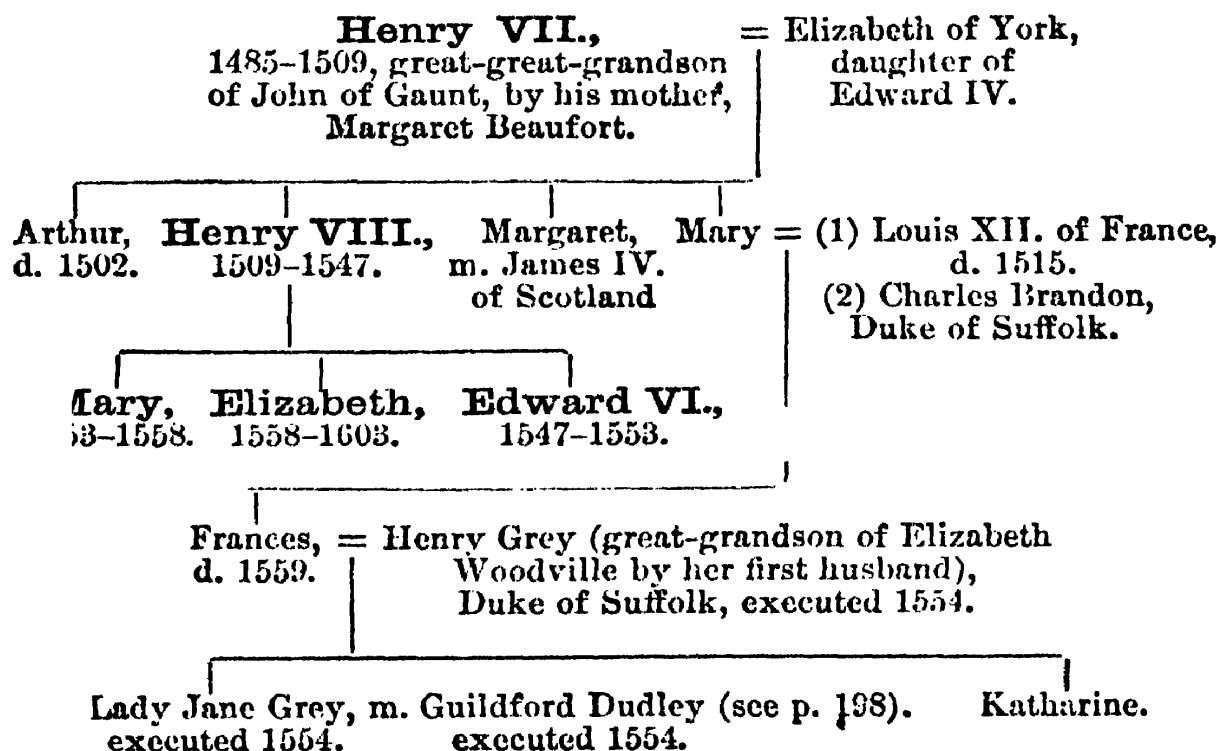 Henry VII., = Elizabeth of York,
1485–1509, great-great-grandson daughter of
of John of Gaunt, by his mother, Edward IV.
Margaret Beaufort.
Arthur, Henry VIII., Margaret, Mary = (1) Louis XII. of France,
d. 1502. 1509–1547. m. James IV. d. 1515.
of Scotland (2) Charles Brandon,
Duke of Suffolk.
Mary, Elizabeth, Edward VI.,
53–1558. 1558–1603. 1547–1553.
Frances, = Henry Grey (great-grandson of Elizabeth
d. 1559. Woodville by her first husband),
Duke of Suffolk, executed 1554.
Lady Jane Grey, m. Guildford Dudley (see p. 198). Katharine.
executed 1554. executed 1554.